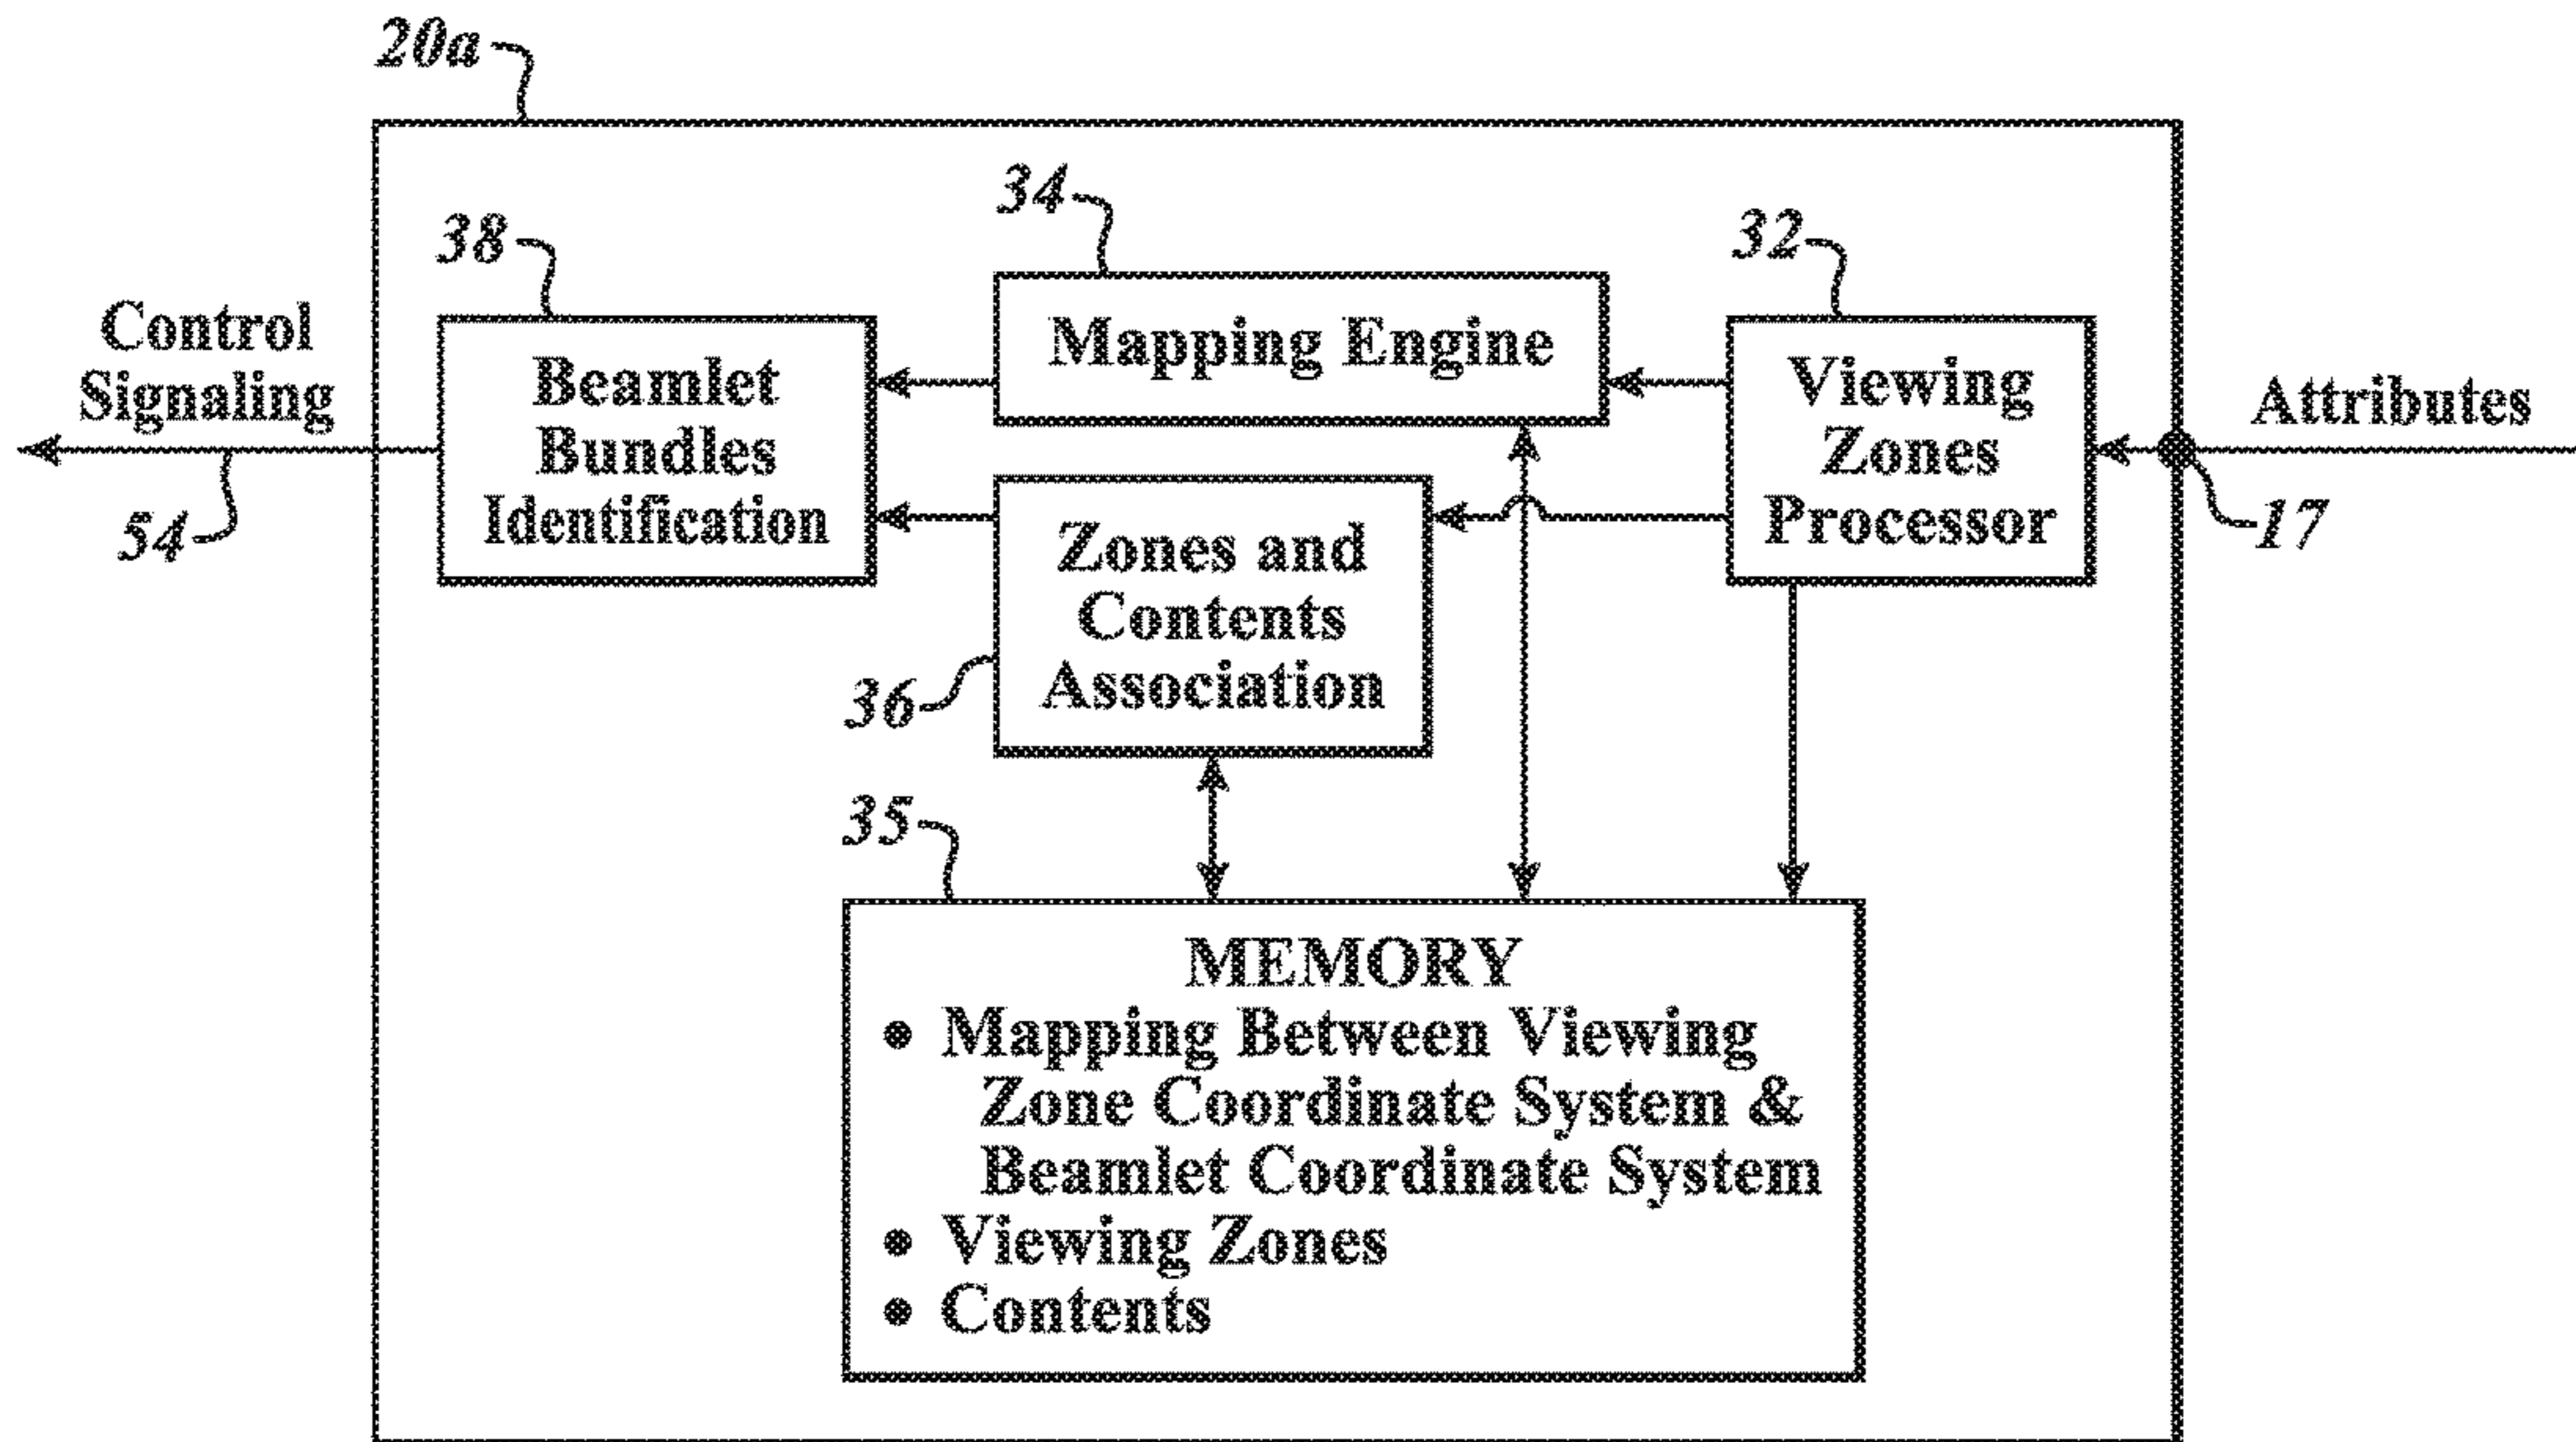 20a
34
38
32
Control
Signaling
Mapping Engine
Beamlet
Bundles
Identification
Viewing
Zones
Processor
Attributes
54
17
Zones and
Contents
Association
36
35
MEMORY
• Mapping Between Viewing
Zone Coordinate System &
Beamlet Coordinate System
• Viewing Zones
• Contents